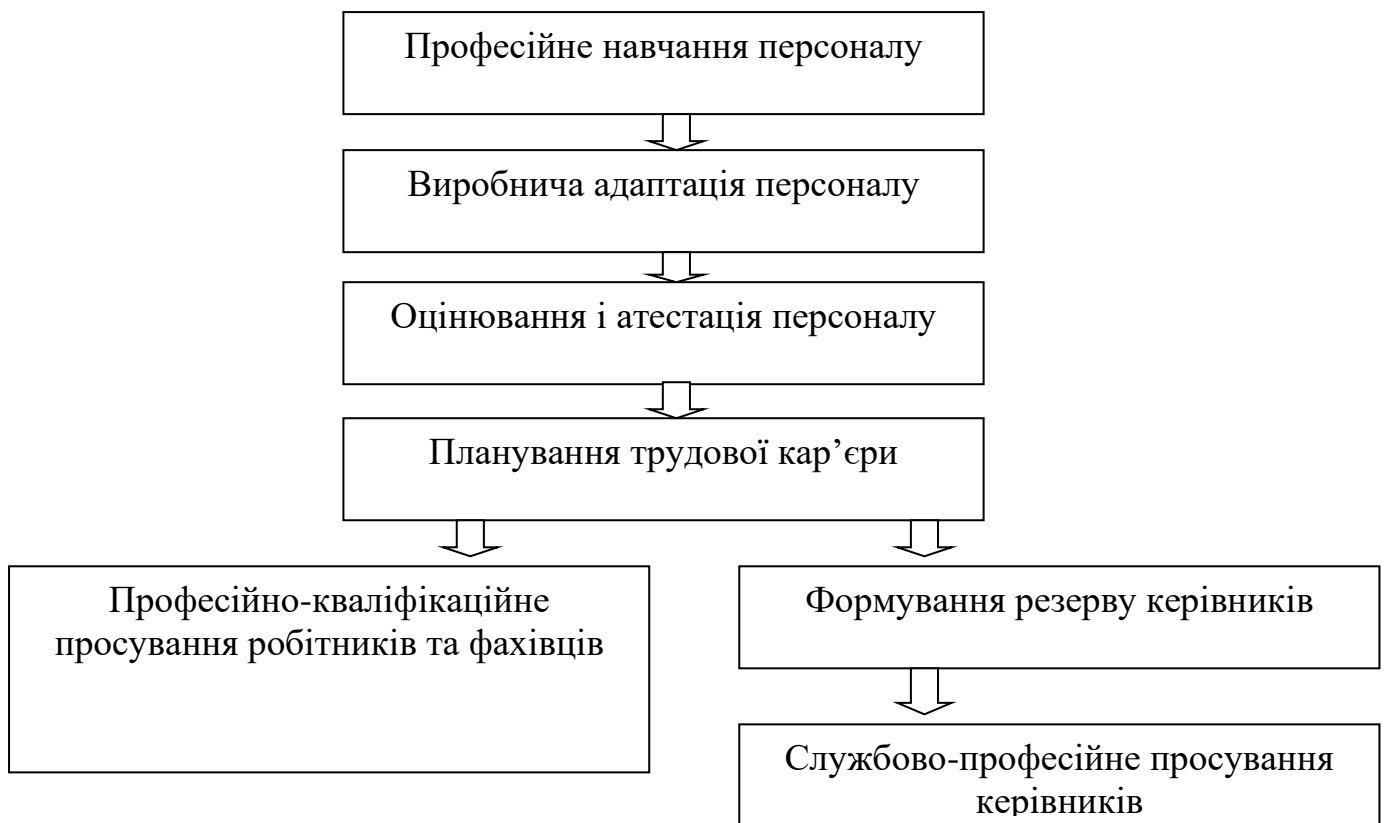 Професійне навчання персоналу
Виробнича адаптація персоналу
Оцінювання і атестація персоналу
Планування трудової кар’єри
Професійно-кваліфікаційне
просування робітників та фахівців
Формування резерву керівників
Службово-професійне просування
керівників